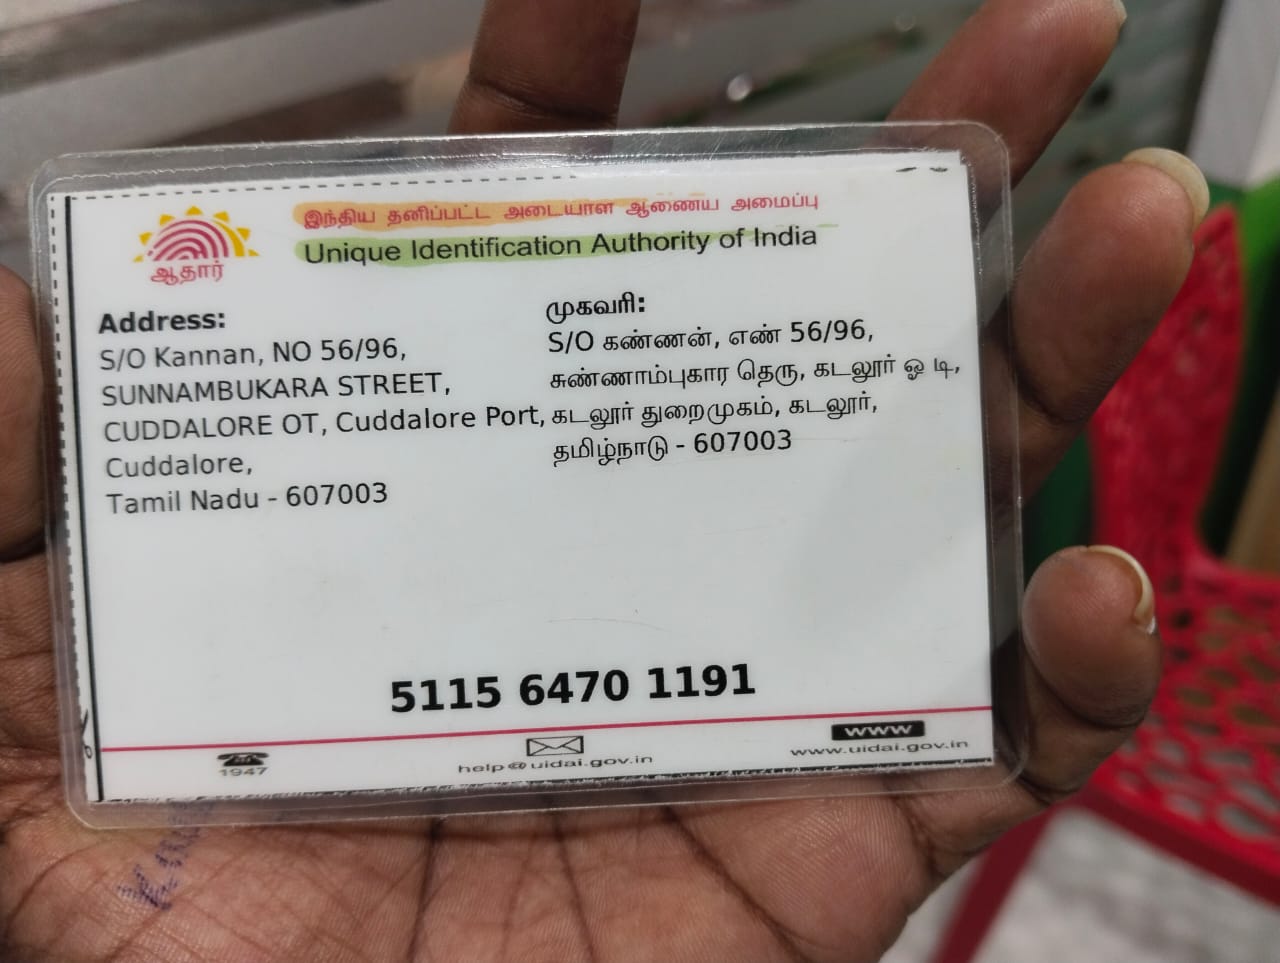 ஆதார்
இந்திய தனிப்பட்ட அடையாள ஆணைய அமைப்பு
Unique Identification Authority of India
Address:
S/O Kannan, NO 56/96,
SUNNAMBUKARA STREET,
CUDDALORE OT, Cuddalore Port,
Cuddalore,
Tamil Nadu - 607003
முகவரி:
S/O கண்ணன், எண் 56/96,
சுண்ணாம்புகார தெரு, கடலூர் ஓ டி,
கடலூர் துறைமுகம், கடலூர்,
தமிழ்நாடு - 607003
5115 6470 1191
1947
help@uidai.gov.in
www
www.uidai.gov.in